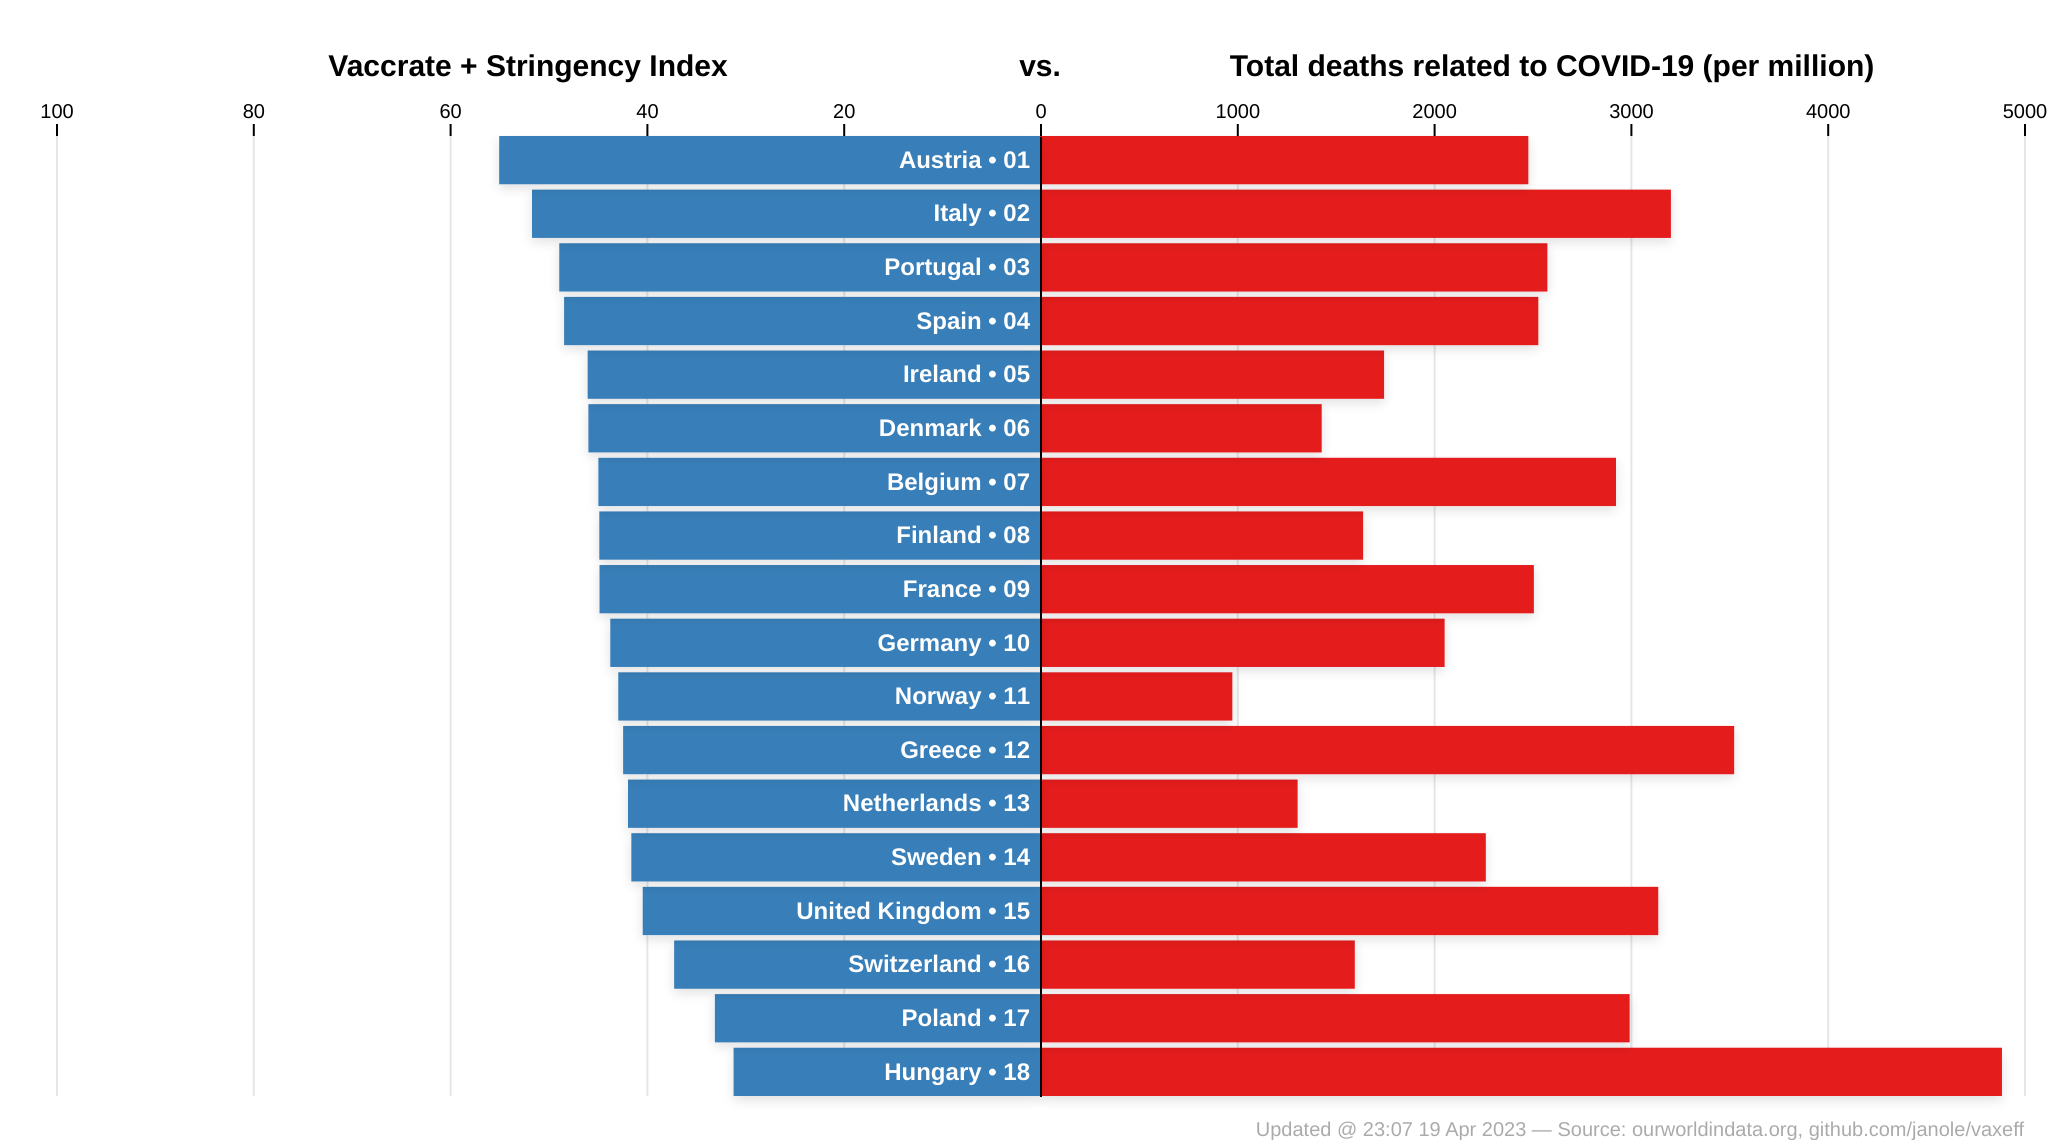 Vaccrate + Stringency Index vs. Total deaths related to COVID-19 (per million)
100 80 60 40 20 0 1000 2000 3000 4000 5000
Austria • 01
Italy • 02
Portugal • 03
Spain • 04
Ireland • 05
Denmark • 06
Belgium • 07
Finland • 08
France • 09
Germany • 10
Norway • 11
Greece • 12
Netherlands • 13
Sweden • 14
United Kingdom • 15
Switzerland • 16
Poland • 17
Hungary • 18
Updated @ 23:07 19 Apr 2023 — Source: ourworldindata.org, github.com/janole/vaxeff